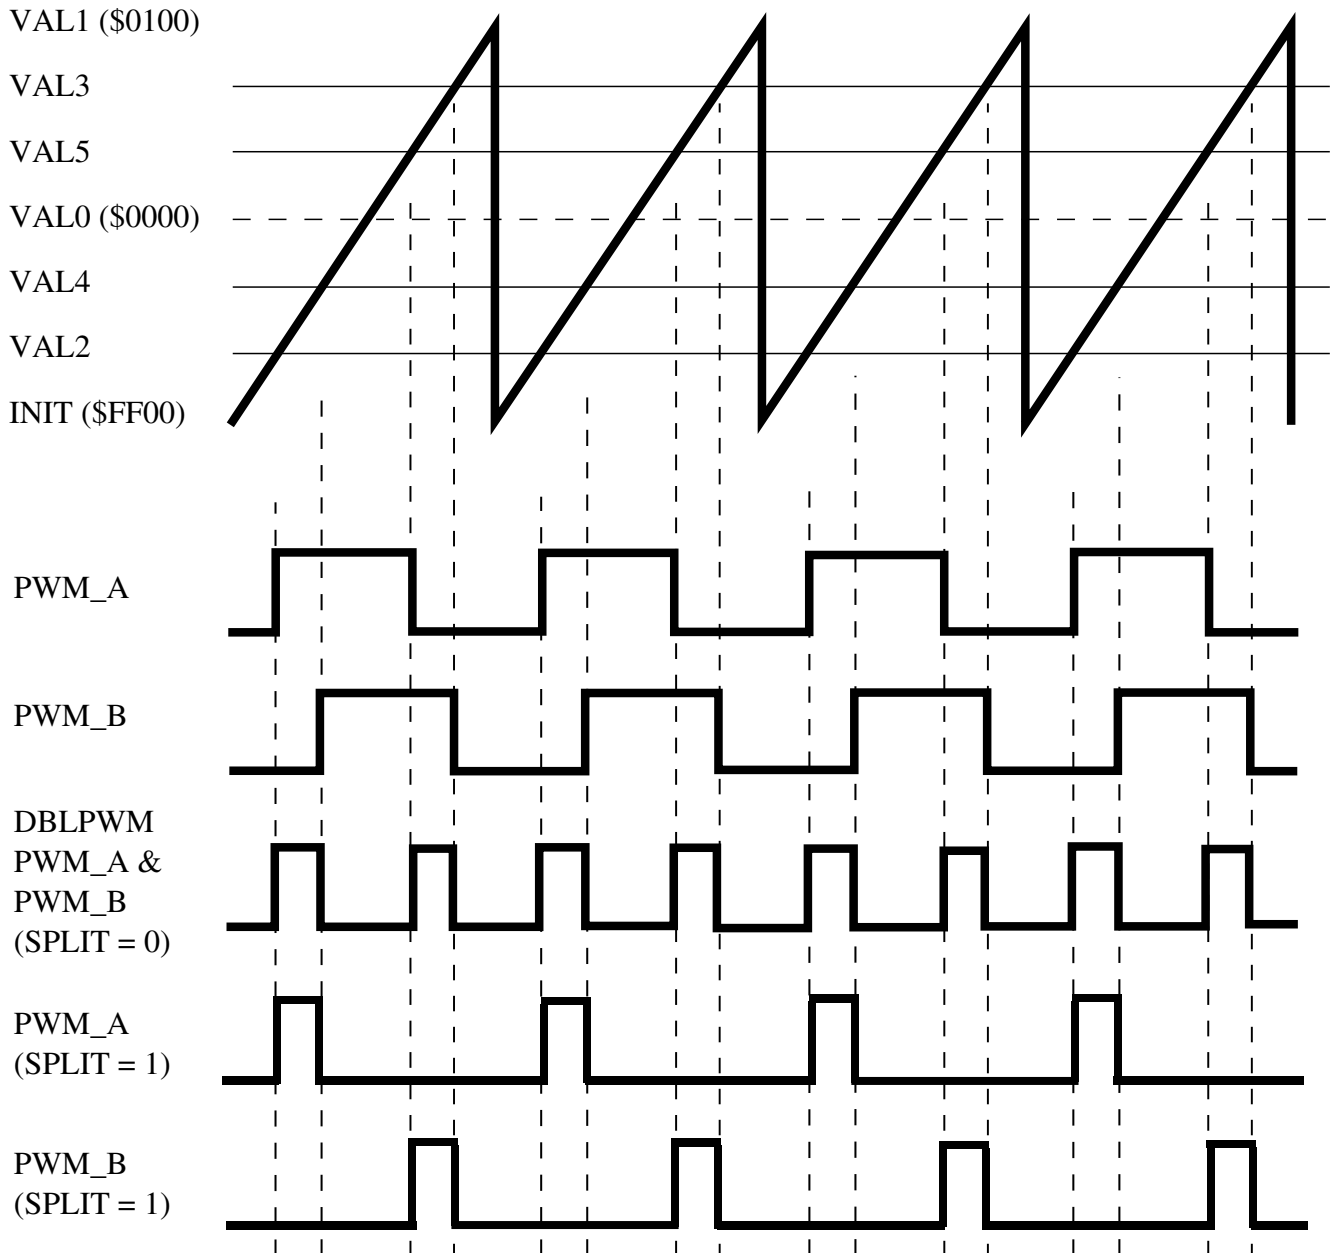 VAL1 ($0100)
VAL3
VAL5
VAL0 ($0000)
VAL4
VAL2
INIT ($FF00)
PWM_A
PWM_B
DBLPWM
PWM_A &
PWM_B
(SPLIT = 0)
PWM_A
(SPLIT = 1)
PWM_B
(SPLIT = 1)